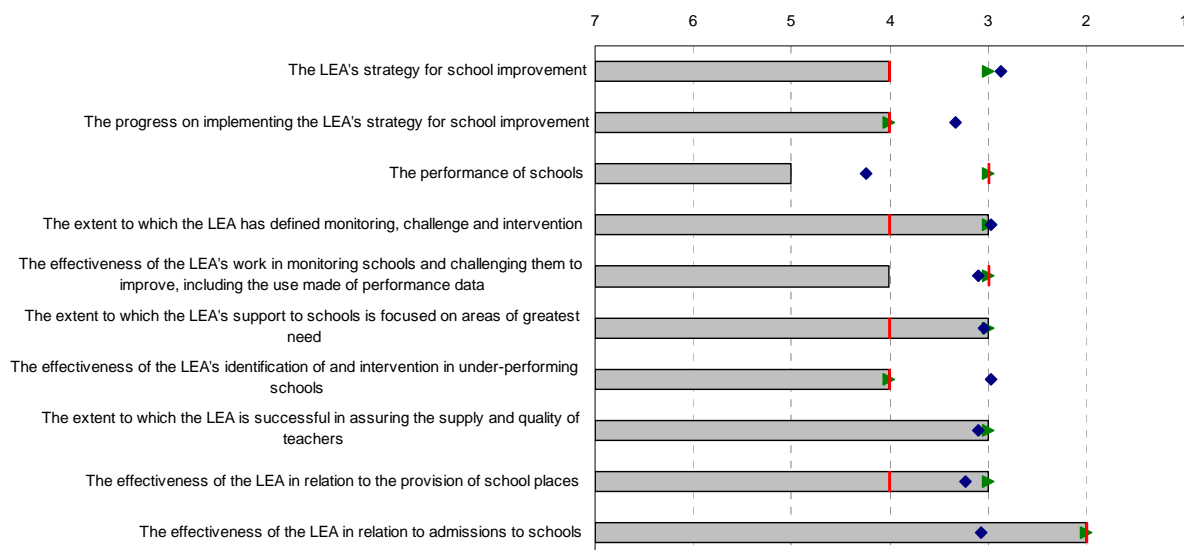 7 6 5 4 3 2 1
The LEA's strategy for school improvement
The progress on implementing the LEA's strategy for school improvement
The performance of schools
The extent to which the LEA has defined monitoring, challenge and intervention
The effectiveness of the LEA's work in monitoring schools and challenging them to
improve, including the use made of performance data
The extent to which the LEA's support to schools is focused on areas of greatest
need
The effectiveness of the LEA's identification of and intervention in under-performing
schools
The extent to which the LEA is successful in assuring the supply and quality of
teachers
The effectiveness of the LEA in relation to the provision of school places
The effectiveness of the LEA in relation to admissions to schools